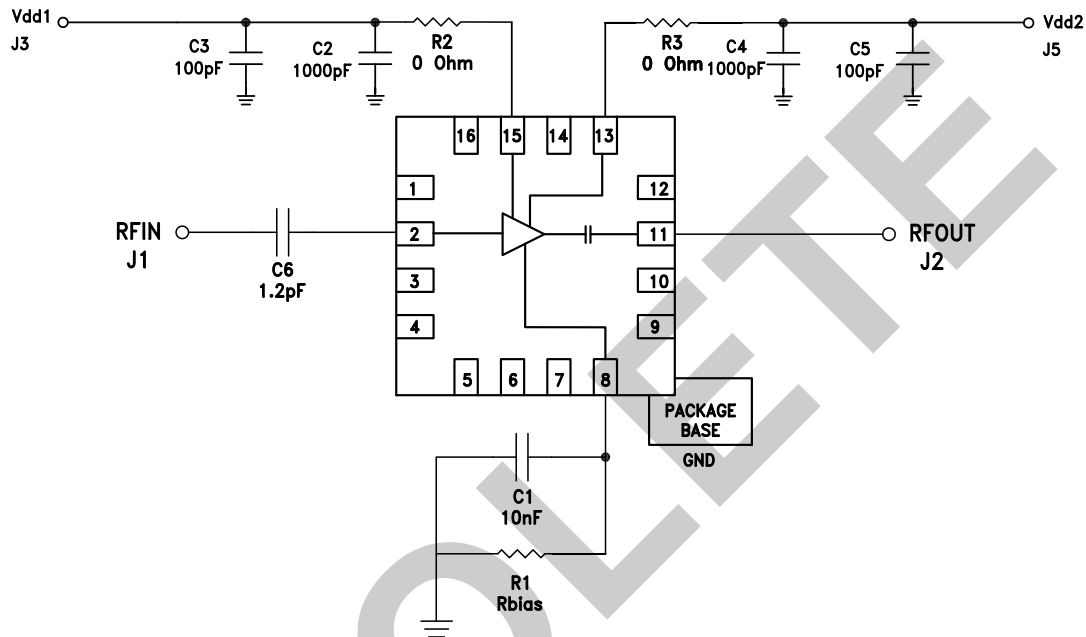 Vdd1
J3
C3
100pF
C2
1000pF
R2
0 Ohm
R3
0 Ohm
C4
1000pF
C5
100pF
Vdd2
J5
16
15
14
13
1
2
3
4
12
11
10
9
5
6
7
8
RFIN
J1
C6
1.2pF
RFOUT
J2
PACKAGE
BASE
GND
C1
10nF
R1
Rbias
OLETE